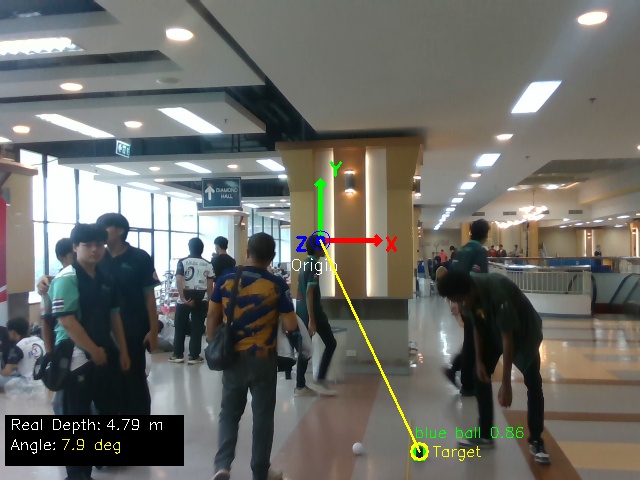 DIAMOND
HALL
Y
Z
X
Origin
blue ball 0.86
Target
Real Depth: 4.79 m
Angle: 7.9 deg